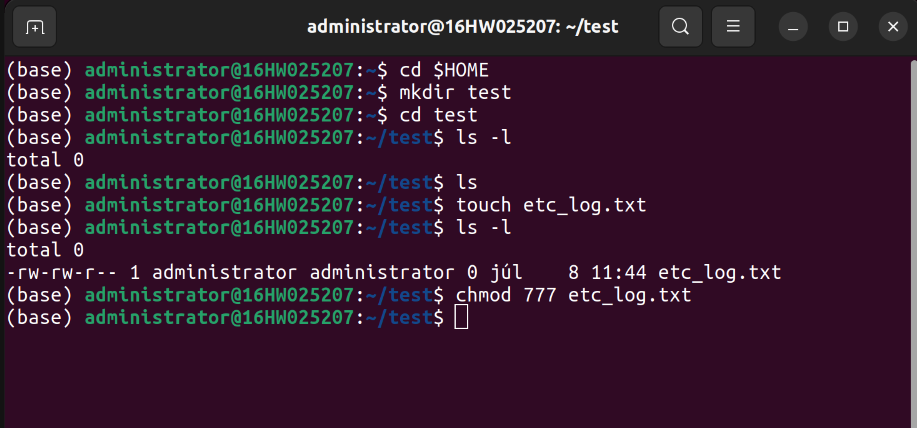 administrator@16HW025207: ~/test
(base) administrator@16HW025207:~$ cd $HOME
(base) administrator@16HW025207:~$ mkdir test
(base) administrator@16HW025207:~$ cd test
(base) administrator@16HW025207:~/test$ ls -l
total 0
(base) administrator@16HW025207:~/test$ ls
(base) administrator@16HW025207:~/test$ touch etc_log.txt
(base) administrator@16HW025207:~/test$ ls -l
total 0
-rw-rw-r-- 1 administrator administrator 0 júl    8 11:44 etc_log.txt
(base) administrator@16HW025207:~/test$ chmod 777 etc_log.txt
(base) administrator@16HW025207:~/test$